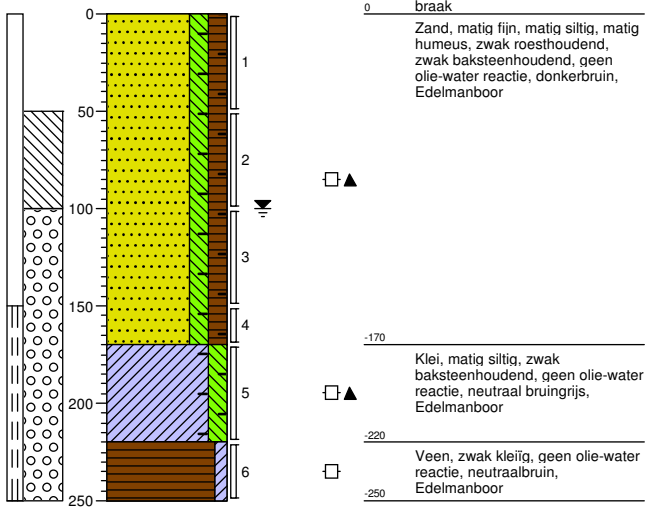 0
50
100
150
200
250
1
2
3
4
5
6
0
braak
Zand, matig fijn, matig siltig, matig
humeus, zwak roesthoudend,
zwak baksteenhoudend, geen
olie-water reactie, donkerbruin,
Edelmanboor
-170
Klei, matig siltig, zwak
baksteenhoudend, geen olie-water
reactie, neutraal bruingrijs,
Edelmanboor
-220
Veen, zwak kleiïg, geen olie-water
reactie, neutraalbruin,
Edelmanboor
-250